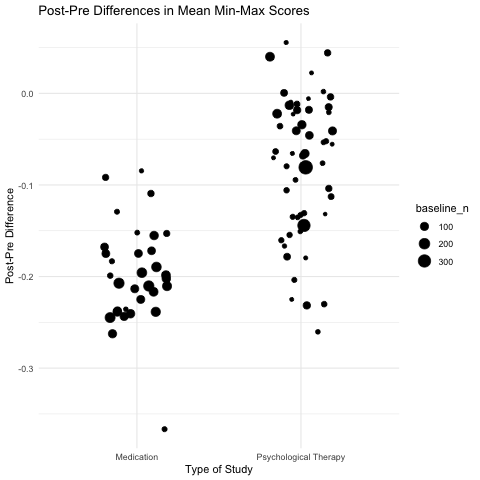 Post-Pre Differences in Mean Min-Max Scores
0.0
-0.1
-0.2
-0.3
Post-Pre Difference
Medication
Psychological Therapy
Type of Study
baseline_n
100
200
300